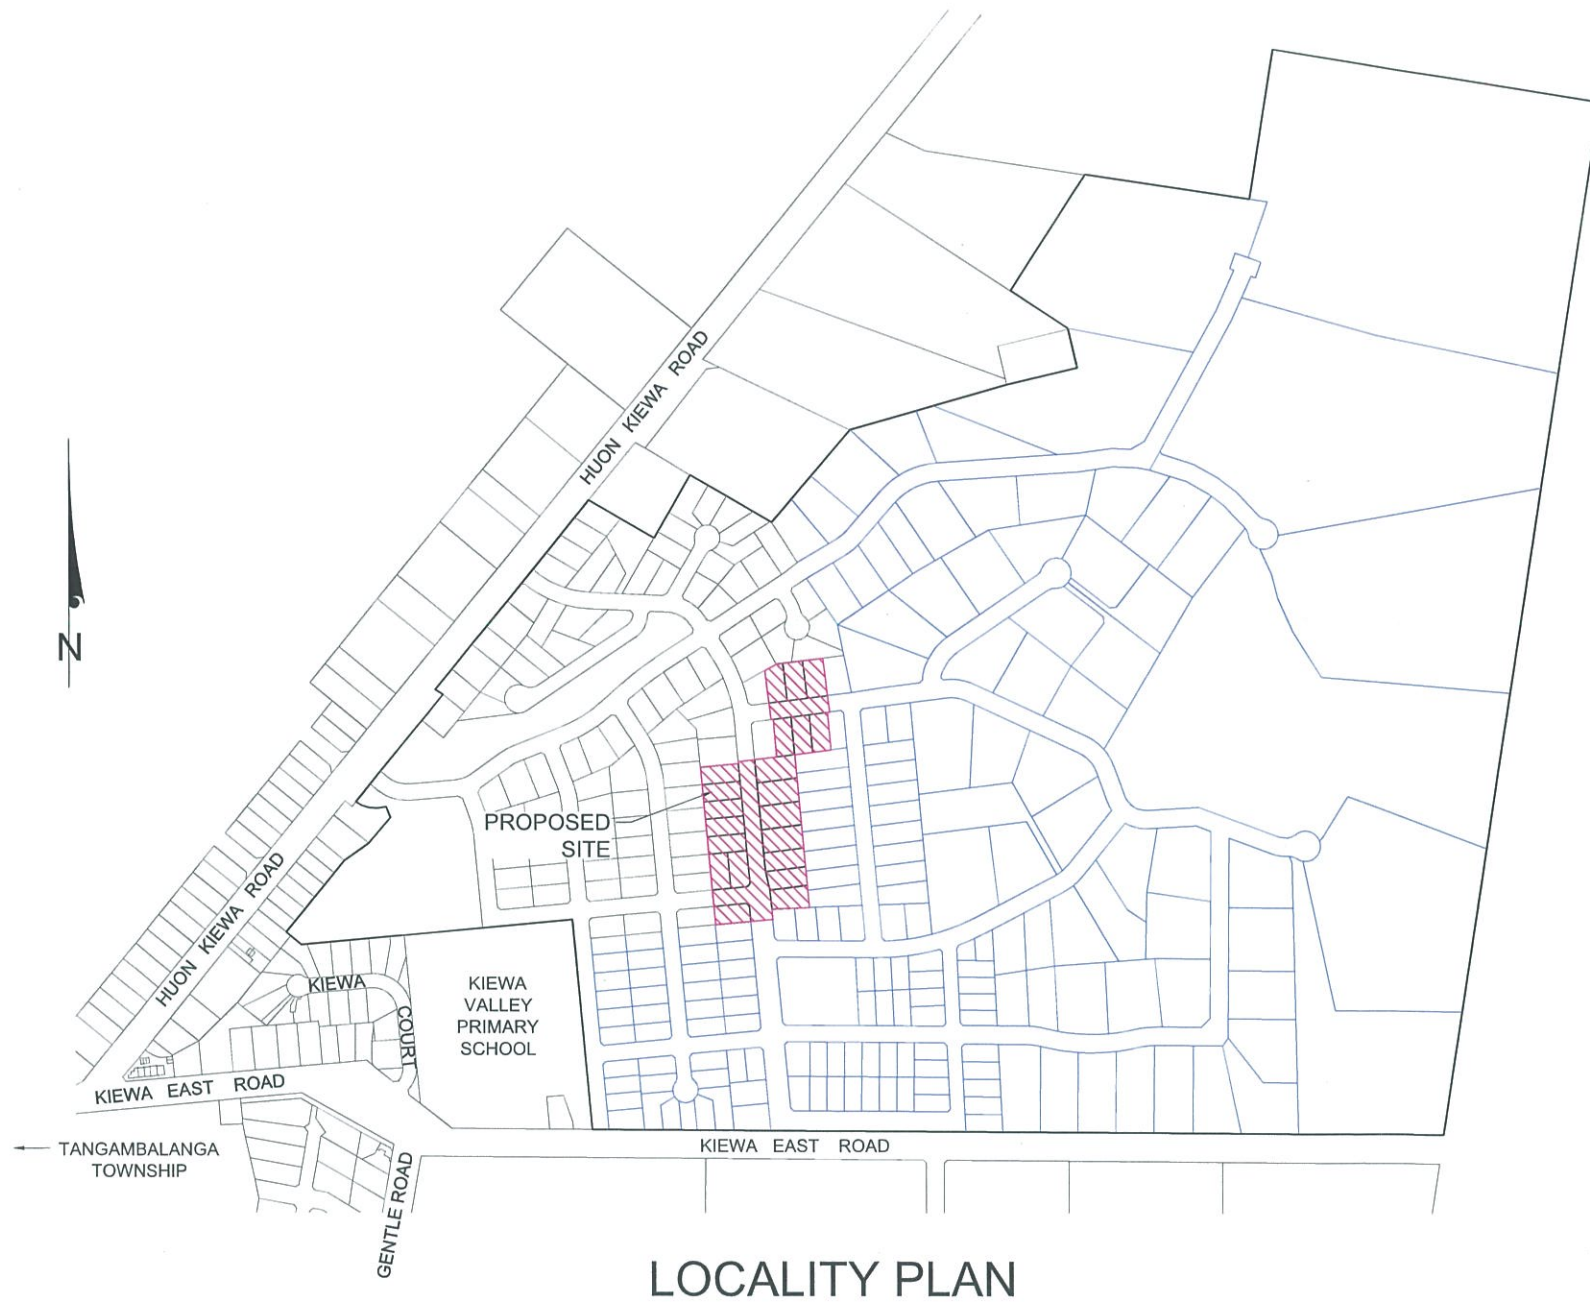 HUON KIEWA ROAD
N
PROPOSED
SITE
HUON KIEWA ROAD
KIEWA
COURT
KIEWA
VALLEY
PRIMARY
SCHOOL
KIEWA EAST ROAD
TANGAMBALANGA
TOWNSHIP
KIEWA EAST ROAD
GENTLE ROAD
LOCALITY PLAN